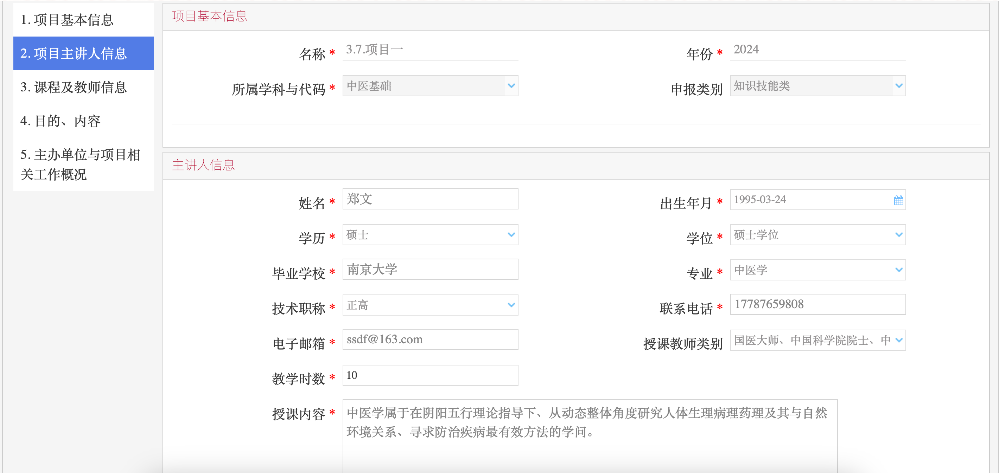 1. 项目基本信息
2. 项目主讲人信息
3. 课程及教师信息
4. 目的、内容
5. 主办单位与项目相
关工作概况
项目基本信息
名称 * 3.7.项目一 年份 * 2024
所属学科与代码 * 中医基础 申报类别 知识技能类
主讲人信息
姓名 * 郑文 出生年月 * 1995-03-24
学历 * 硕士 学位 * 硕士学位
毕业学校 * 南京大学 专业 * 中医学
技术职称 * 正高 联系电话 * 17787659808
电子邮箱 * ssdf@163.com 授课教师类别 国医大师、中国科学院院士、中
教学时数 * 10
授课内容 * 中医学属于在阴阳五行理论指导下、从动态整体角度研究人体生理病理药理及其与自然
环境关系、寻求防治疾病最有效方法的学问。